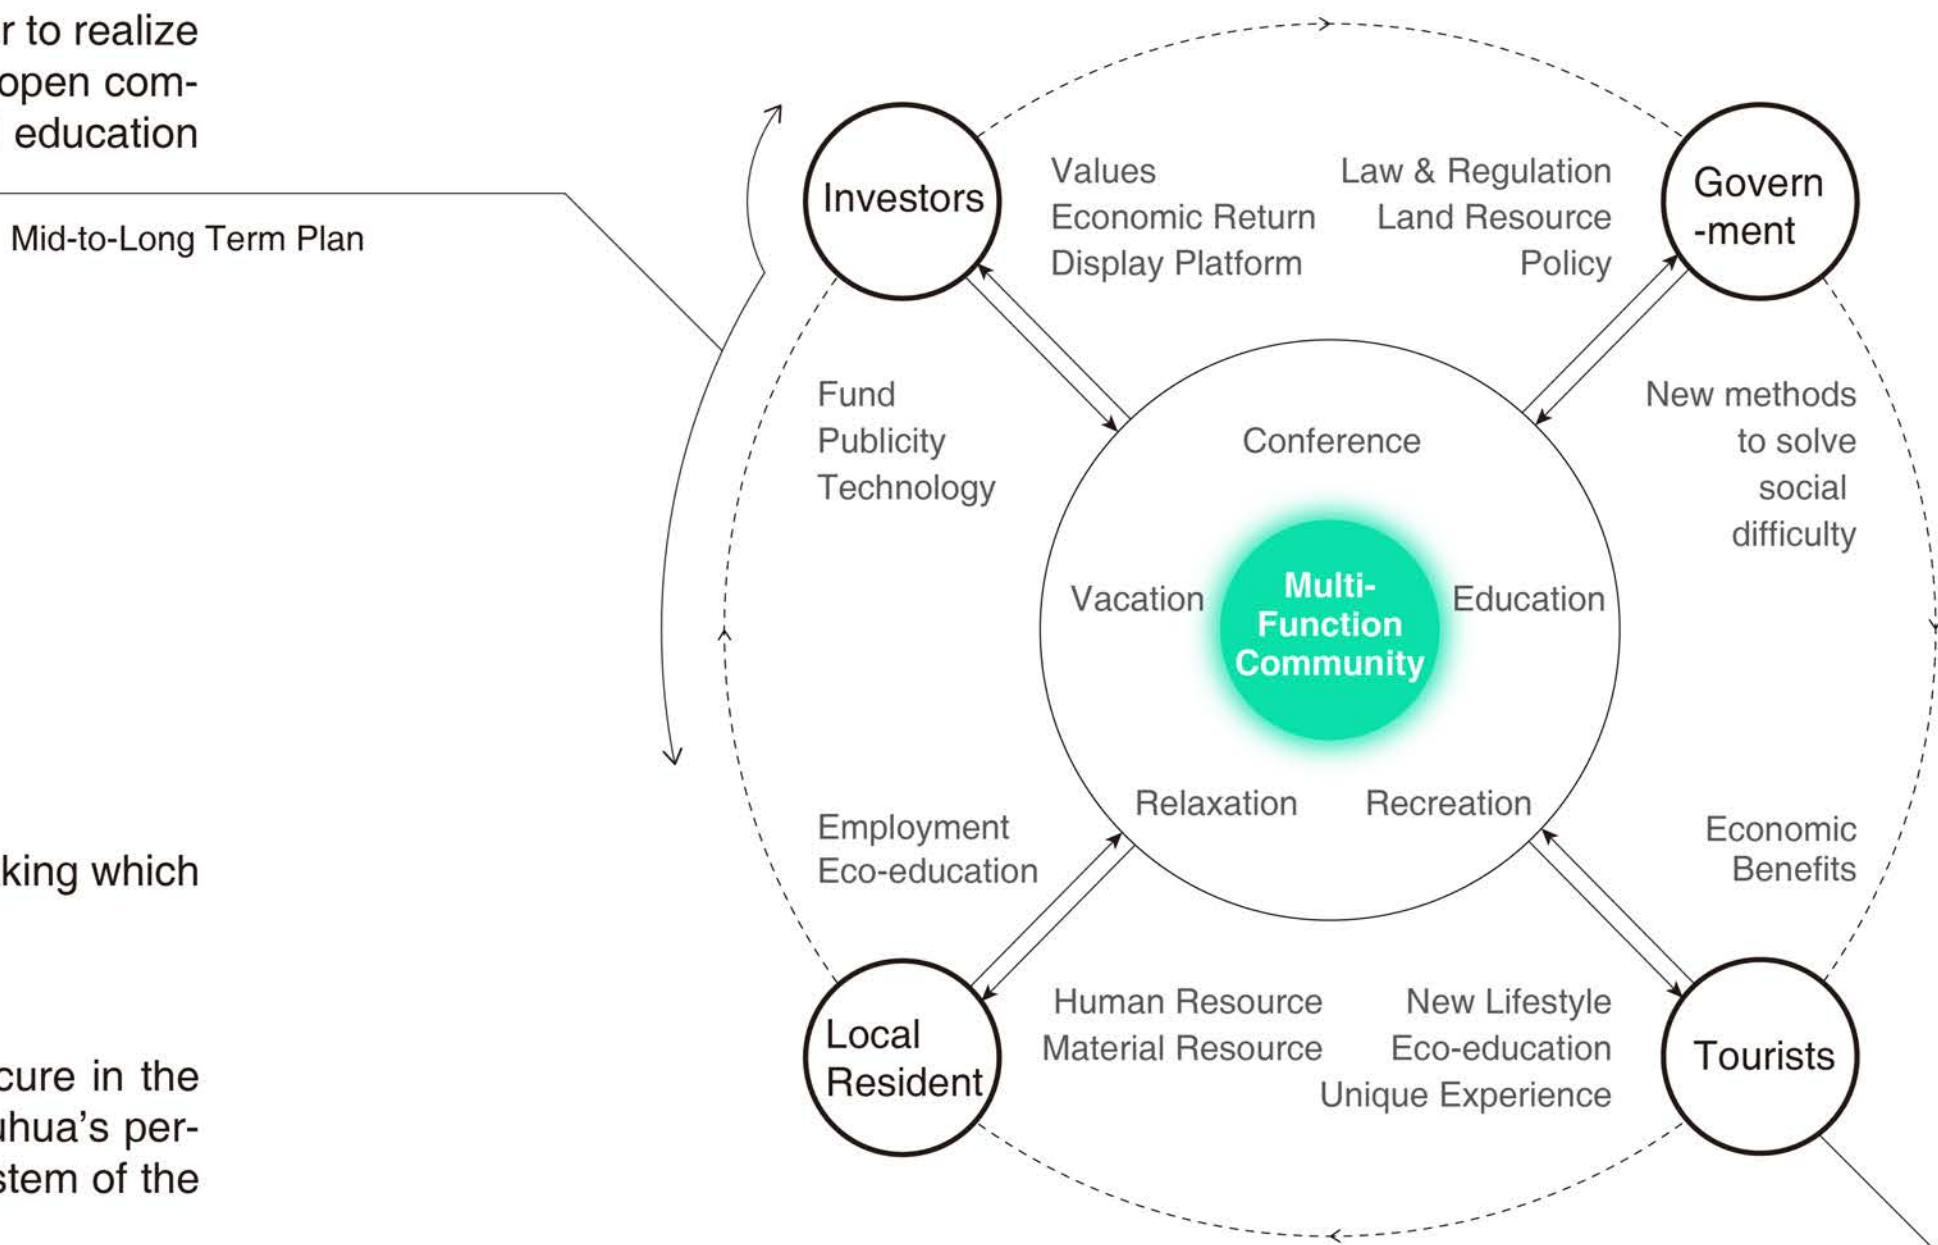 r to realize
open com-
education
Mid-to-Long Term Plan
king which
cure in the
uhua's per-
stem of the
Investors
Values
Economic Return
Display Platform
Law & Regulation
Land Resource
Policy
Govern
-ment
Fund
Publicity
Technology
New methods
to solve
social
difficulty
Conference
Vacation
Multi-
Function
Community
Education
Relaxation
Recreation
Employment
Eco-education
Economic
Benefits
Local
Resident
Human Resource
Material Resource
New Lifestyle
Eco-education
Unique Experience
Tourists